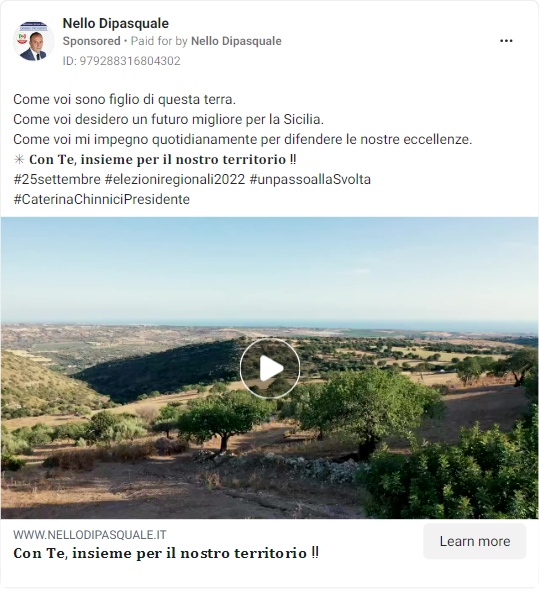 Nello Dipasquale
Sponsored • Paid for by Nello Dipasquale
ID: 979288316804302
Come voi sono figlio di questa terra.
Come voi desidero un futuro migliore per la Sicilia.
Come voi mi impegno quotidianamente per difendere le nostre eccellenze.
✳ Con Te, insieme per il nostro territorio ‼
#25settembre #elezioniregionali2022 #unpassoallaSvolta
#CaterinaChinniciPresidente
WWW.NELLODIPASQUALE.IT
Con Te, insieme per il nostro territorio ‼
Learn more